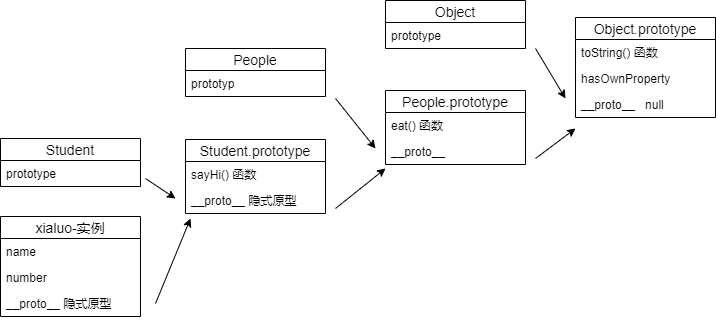 Object
prototype
Object.prototype
toString() 函数
hasOwnProperty
__proto__ null
People
prototyp
People.prototype
eat() 函数
__proto__
Student
prototype
Student.prototype
sayHi() 函数
__proto__ 隐式原型
xialuo-实例
name
number
__proto__ 隐式原型